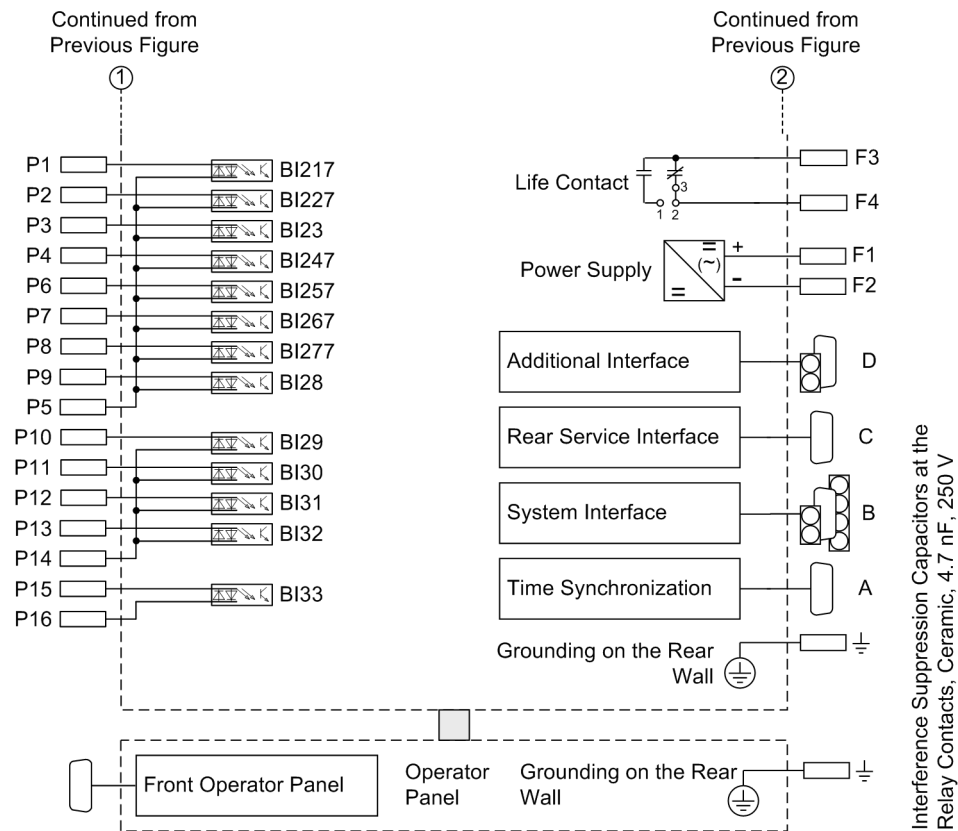 Continued from
Previous Figure
1
Continued from
Previous Figure
2
P1
BI217
P2
BI227
P3
BI23
P4
BI247
P6
BI257
P7
BI267
P8
BI277
P9
BI28
P5
P10
BI29
P11
BI30
P12
BI31
P13
BI32
P14
P15
BI33
P16
Life Contact
3
1 2
F3
F4
Power Supply
=
(~)
=
+
-
F1
F2
Additional Interface
D
Rear Service Interface
C
System Interface
B
Time Synchronization
A
Grounding on the Rear
Wall
Front Operator Panel
Operator
Panel
Grounding on the Rear
Wall
Interference Suppression Capacitors at the
Relay Contacts, Ceramic, 4.7 nF, 250 V